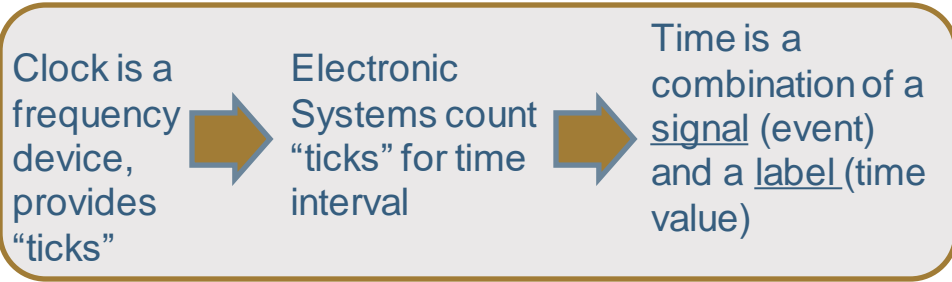 Clock is a
frequency
device,
provides
“ticks”
Electronic
Systems count
“ticks” for time
interval
Time is a
combination of a
signal (event)
and a label (time
value)